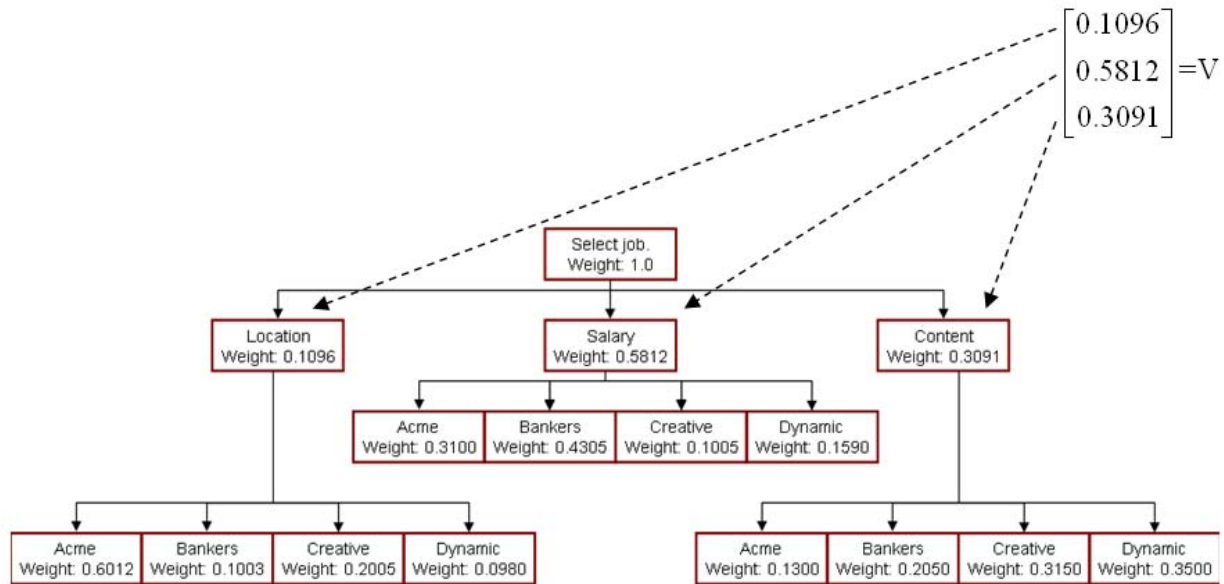 0.1096
0.5812 =V
0.3091
Select job.
Weight: 1.0
Location
Weight: 0.1096
Salary
Weight: 0.5812
Content
Weight: 0.3091
Acme
Weight: 0.3100
Bankers
Weight: 0.4305
Creative
Weight: 0.1005
Dynamic
Weight: 0.1590
Acme
Weight: 0.6012
Bankers
Weight: 0.1003
Creative
Weight: 0.2005
Dynamic
Weight: 0.0980
Acme
Weight: 0.1300
Bankers
Weight: 0.2050
Creative
Weight: 0.3150
Dynamic
Weight: 0.3500